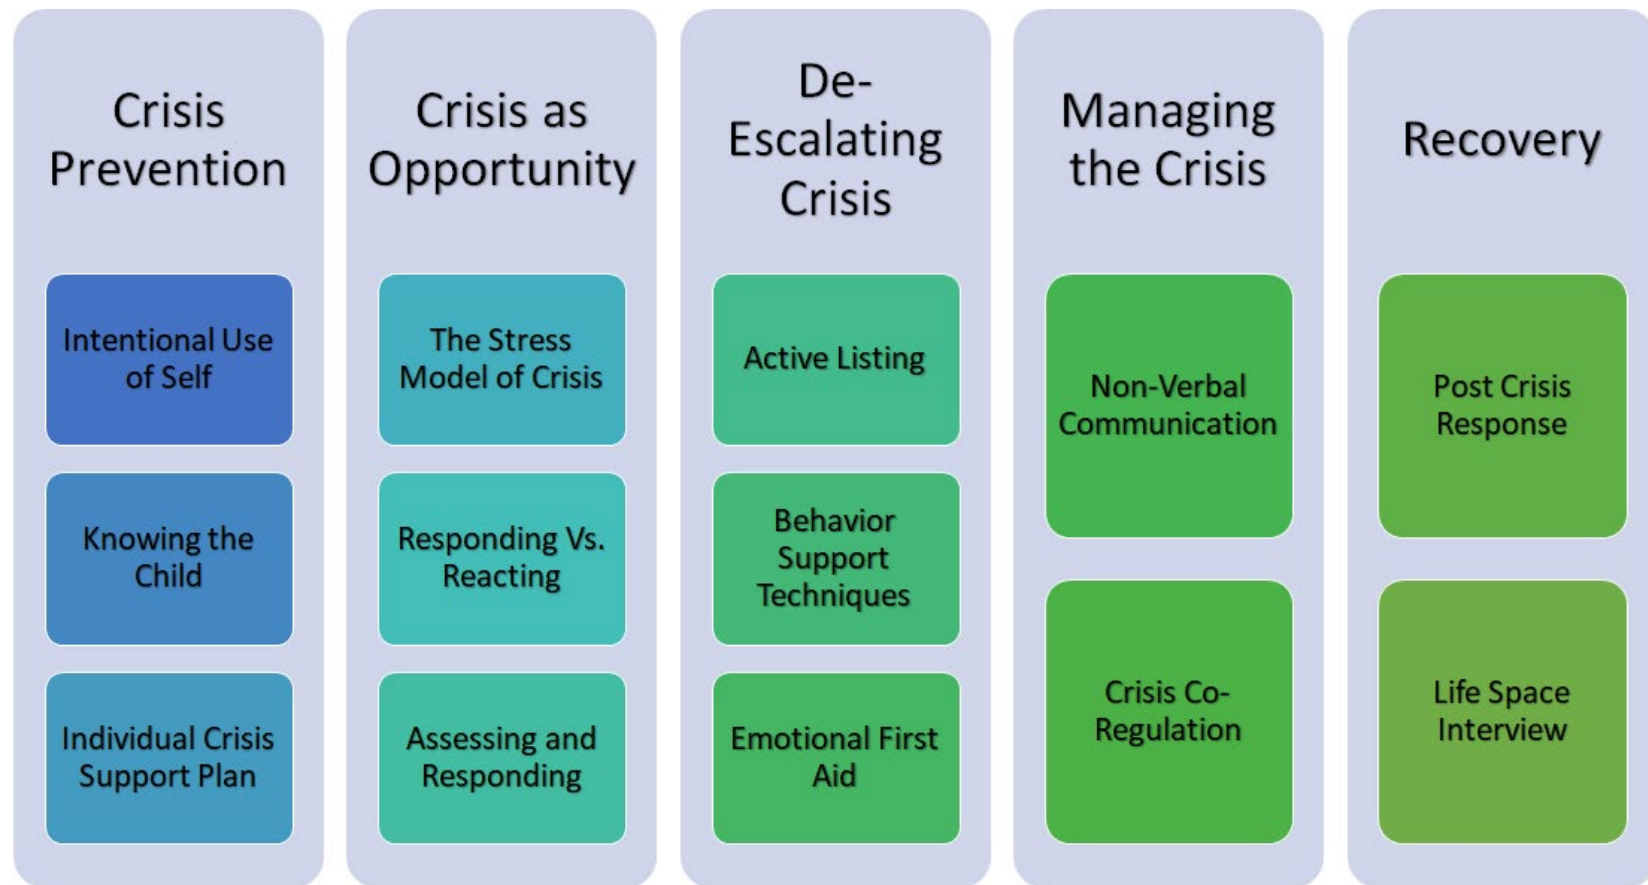 Crisis
Prevention
Intentional Use
of Self
Knowing the
Child
Individual Crisis
Support Plan
Crisis as
Opportunity
The Stress
Model of Crisis
Responding Vs.
Reacting
Assessing and
Responding
De-
Escalating
Crisis
Active Listing
Behavior
Support
Techniques
Emotional First
Aid
Managing
the Crisis
Non-Verbal
Communication
Crisis Co-
Regulation
Recovery
Post Crisis
Response
Life Space
Interview